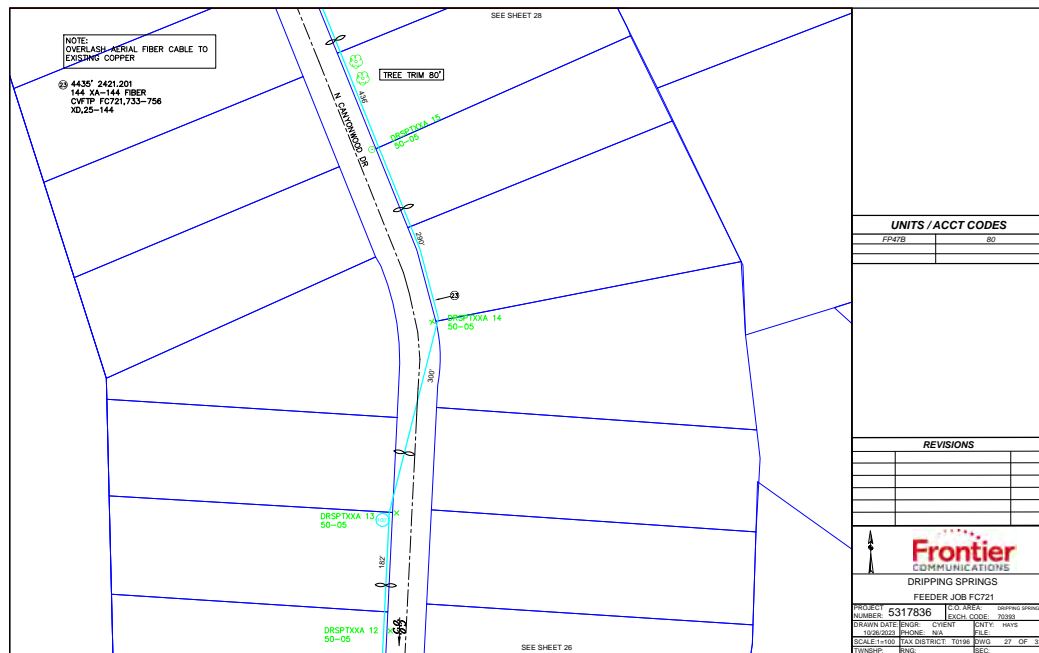 SEE SHEET 28
NOTE:
OVERLASH AERIAL FIBER CABLE TO
EXISTING COPPER
23 4435' 2421.201
144 XA-144 FIBER
CVFTP FC721,733-756
XD,25-144
TREE TRIM 80'
436'
N CANYONWOOD DR
DRSPTXXA 15
50-05
290'
23
DRSPTXXA 14
50-05
300'
DRSPTXXA 13
50-05
182'
DRSPTXXA 12
50-05
SEE SHEET 26
UNITS / ACCT CODES
FP47B 80
REVISIONS
Frontier
COMMUNICATIONS
DRIPPING SPRINGS
FEEDER JOB FC721
PROJECT NUMBER: 5317836 C.O. AREA: DRIPPING SPRING
EXCH. CODE: 70393
DRAWN DATE: 10/26/2023 ENGR: CYIENT CNTY: HAYS
PHONE: N/A FILE:
SCALE:1=100 TAX DISTRICT: T0196 DWG 27 OF 3
TWNSHP: RNG: SEC: